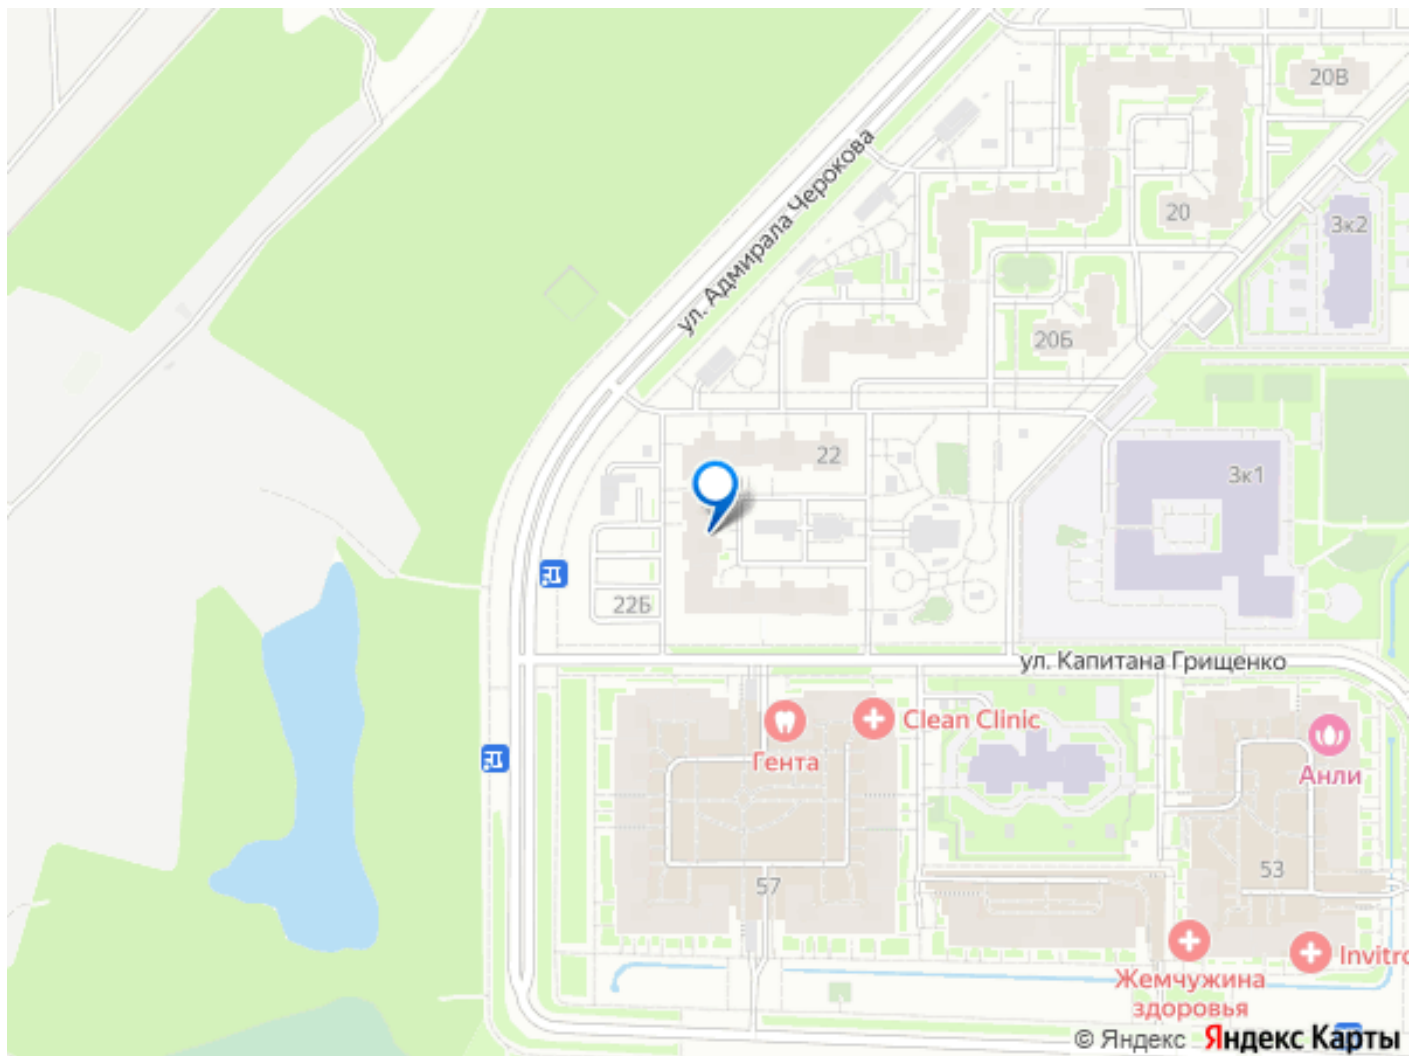 20В
ул. Адмирала Черокова
20
3к2
20Б
22
3к1
22Б
ул. Капитана Грищенко
Clean Clinic
Гента
Анли
53
57
Invitro
Жемчужина
здоровья
© Яндекс Яндекс Карты